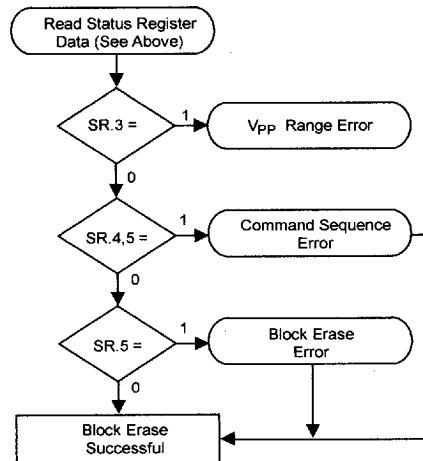 Read Status Register
Data (See Above)
SR.3 =
1
VPP Range Error
0
SR.4,5 =
1
Command Sequence
Error
0
SR.5 =
1
Block Erase
Error
0
Block Erase
Successful